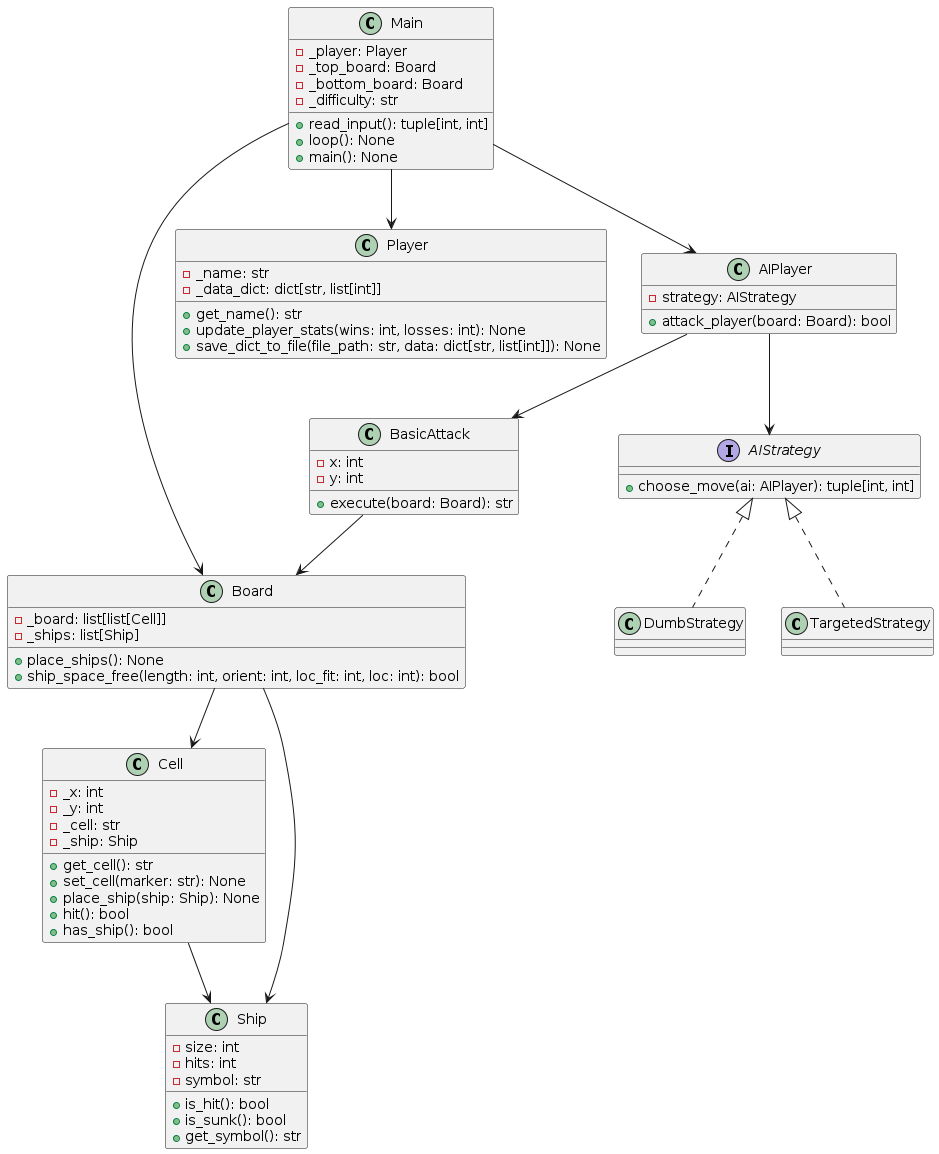 C Main
_player: Player
_top_board: Board
_bottom_board: Board
_difficulty: str
read_input(): tuple[int, int]
loop(): None
main(): None
C Player
_name: str
_data_dict: dict[str, list[int]]
get_name(): str
update_player_stats(wins: int, losses: int): None
save_dict_to_file(file_path: str, data: dict[str, list[int]]): None
C AIPlayer
strategy: AIStrategy
attack_player(board: Board): bool
C BasicAttack
x: int
y: int
execute(board: Board): str
I AIStrategy
choose_move(ai: AIPlayer): tuple[int, int]
C Board
_board: list[list[Cell]]
_ships: list[Ship]
place_ships(): None
ship_space_free(length: int, orient: int, loc_fit: int, loc: int): bool
C DumbStrategy
C TargetedStrategy
C Cell
_x: int
_y: int
_cell: str
_ship: Ship
get_cell(): str
set_cell(marker: str): None
place_ship(ship: Ship): None
hit(): bool
has_ship(): bool
C Ship
size: int
hits: int
symbol: str
is_hit(): bool
is_sunk(): bool
get_symbol(): str